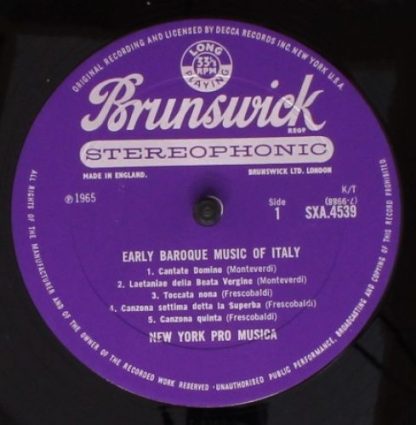 ORIGINAL RECORDING AND LICENSED BY DECCA RECORDS INC. NEW YORK U.S.A.
LONG
33⅓
RPM
PLAYING
Brunswick
REGD
STEREOPHONIC
MADE IN ENGLAND.
BRUNSWICK LTD. LONDON
℗1965
K/T
Side
1
(8988-Z)
SXA.4539
EARLY BAROQUE MUSIC OF ITALY
1. Cantate Domino (Monteverdi)
2. Laetaniae della Beata Vergine (Monteverdi)
3. Toccata nona (Frescobaldi)
4. Canzona settima detta la Superba (Frescobaldi)
5. Canzona quinta (Frescobaldi)
NEW YORK PRO MUSICA
ALL RIGHTS OF THE MANUFACTURER AND OF THE OWNER OF THE RECORDED WORK RESERVED · UNAUTHORISED PUBLIC PERFORMANCE, BROADCASTING AND COPYING OF THIS RECORD PROHIBITED.